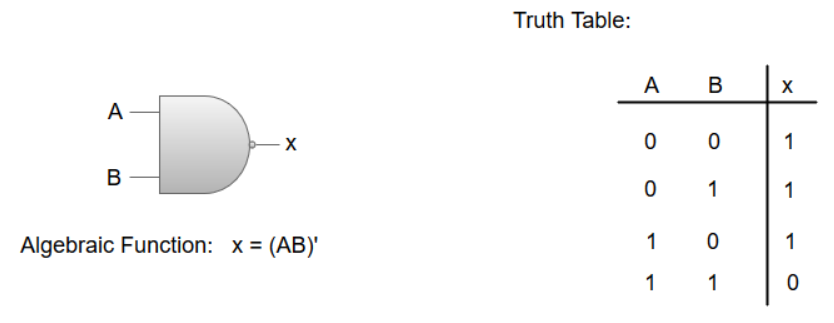 Truth Table:
A B x
A
x
B
0 0 1
0 1 1
1 0 1
1 1 0
Algebraic Function: x = (AB)'